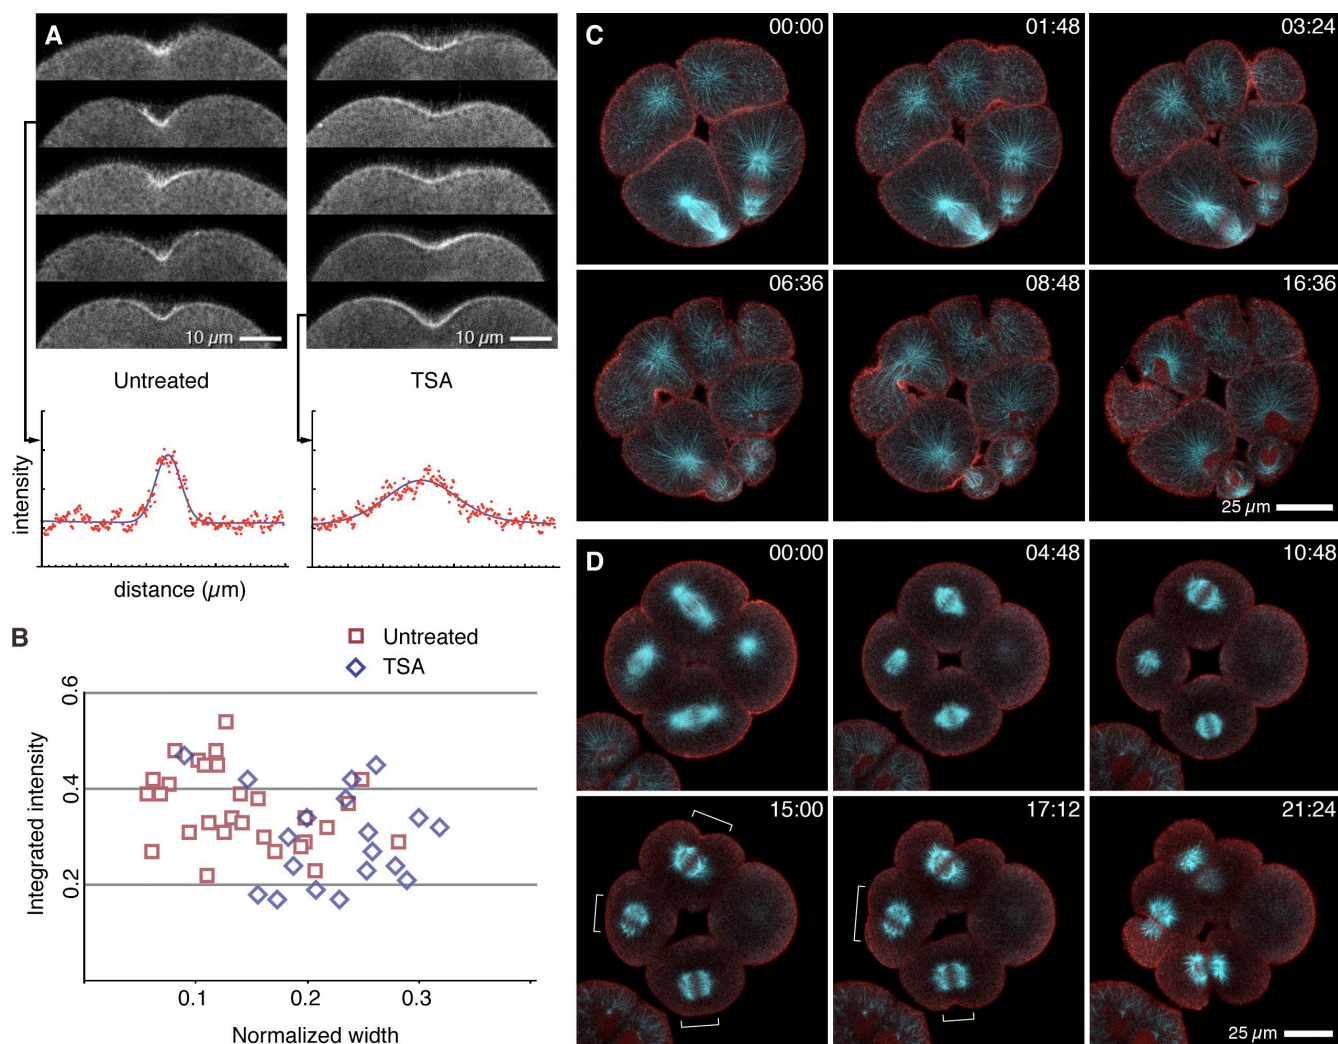 A
10 µm
10 µm
Untreated
TSA
intensity
distance (µm)
B
Untreated
TSA
Integrated intensity
0.6
0.4
0.2
0.1
0.2
0.3
Normalized width
C
00:00
01:48
03:24
06:36
08:48
16:36
25 µm
D
00:00
04:48
10:48
15:00
17:12
21:24
25 µm